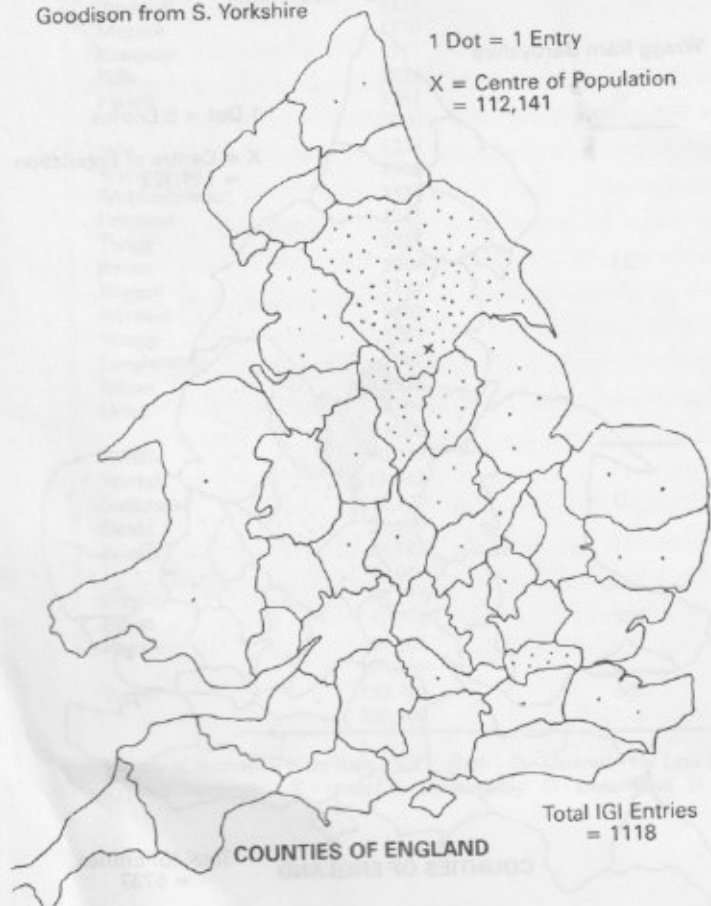 Goodison from S. Yorkshire
1 Dot = 1 Entry
X = Centre of Population
= 112,141
Total IGI Entries
= 1118
COUNTIES OF ENGLAND